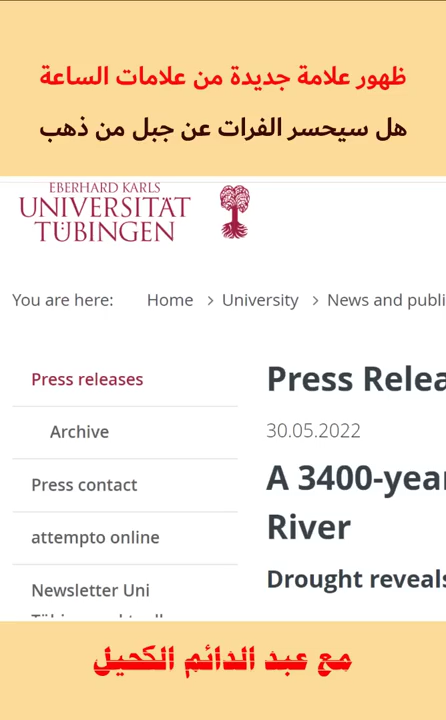 ظهور علامة جديدة من علامات الساعة
هل سيحسر الفرات عن جبل من ذهب
EBERHARD KARLS
UNIVERSITÄT
TÜBINGEN
You are here: Home > University > News and publi
Press releases
Archive
Press contact
attempto online
Newsletter Uni
Press Relea
30.05.2022
A 3400-year
River
Drought reveals
مع عبد الدائم الكحيل